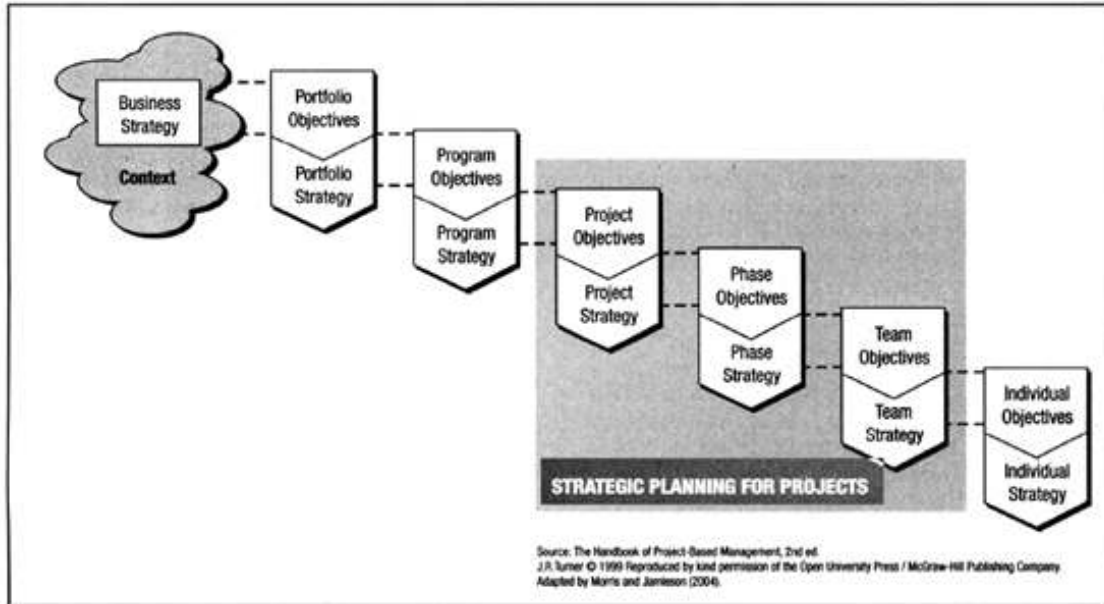 Business
Strategy
Context
Portfolio
Objectives
Portfolio
Strategy
Program
Objectives
Program
Strategy
Project
Objectives
Project
Strategy
Phase
Objectives
Phase
Strategy
Team
Objectives
Team
Strategy
Individual
Objectives
Individual
Strategy
STRATEGIC PLANNING FOR PROJECTS
Source: The Handbook of Project-Based Management, 2nd ed.
J.R. Turner © 1999 Reproduced by kind permission of the Open University Press / McGraw-Hill Publishing Company
Adapted by Morris and Jamieson (2004).